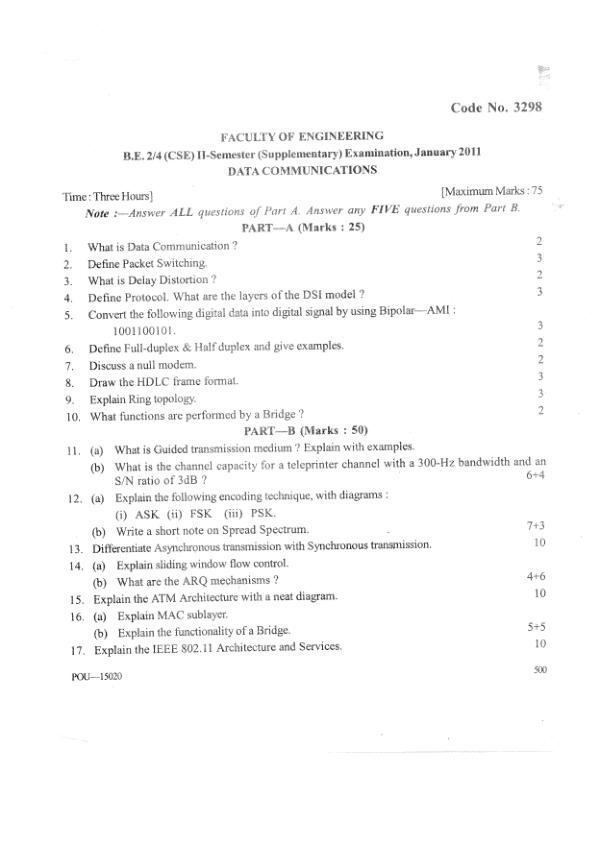 Code No. 3298
FACULTY OF ENGINEERING
B.E. 2/4 (CSE) II-Semester (Supplementary) Examination, January 2011
DATA COMMUNICATIONS
Time : Three Hours] [Maximum Marks : 75
Note :—Answer ALL questions of Part A. Answer any FIVE questions from Part B.
PART—A (Marks : 25)
1. What is Data Communication ? 2
2. Define Packet Switching. 3
3. What is Delay Distortion ? 2
4. Define Protocol. What are the layers of the DSI model ? 3
5. Convert the following digital data into digital signal by using Bipolar—AMI :
1001100101. 3
6. Define Full-duplex & Half duplex and give examples. 2
7. Discuss a null modem. 2
8. Draw the HDLC frame format. 3
9. Explain Ring topology. 3
10. What functions are performed by a Bridge ? 2
PART—B (Marks : 50)
11. (a) What is Guided transmission medium ? Explain with examples.
(b) What is the channel capacity for a teleprinter channel with a 300-Hz bandwidth and an
S/N ratio of 3dB ? 6+4
12. (a) Explain the following encoding technique, with diagrams :
(i) ASK (ii) FSK (iii) PSK.
(b) Write a short note on Spread Spectrum. 7+3
13. Differentiate Asynchronous transmission with Synchronous transmission. 10
14. (a) Explain sliding window flow control.
(b) What are the ARQ mechanisms ? 4+6
15. Explain the ATM Architecture with a neat diagram. 10
16. (a) Explain MAC sublayer.
(b) Explain the functionality of a Bridge. 5+5
17. Explain the IEEE 802.11 Architecture and Services. 10
POU—15020 500